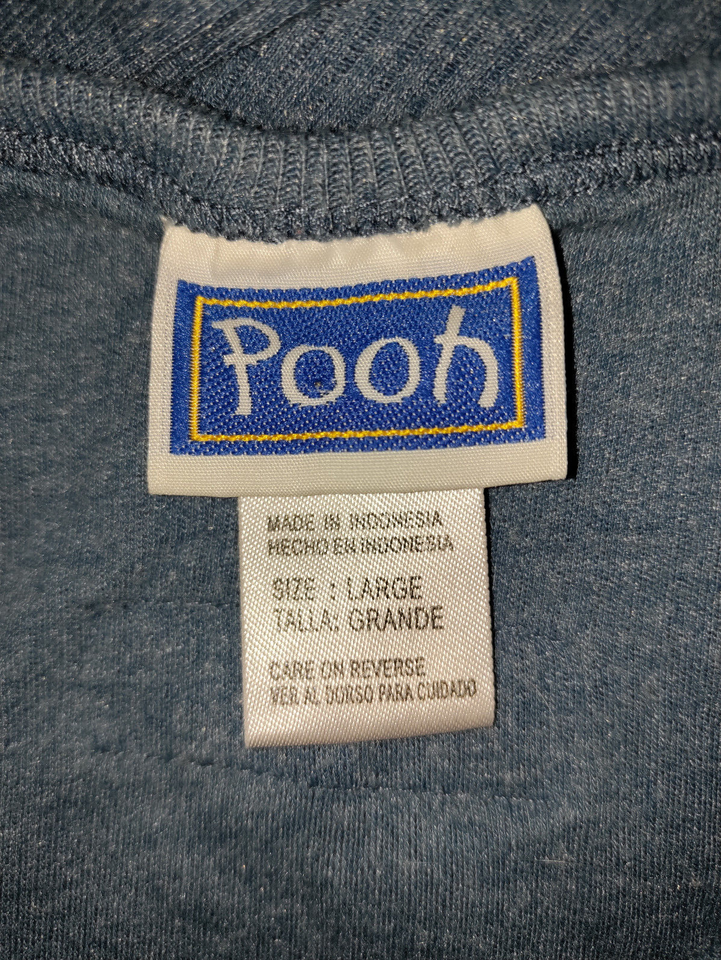 Pooh
MADE IN INDONESIA
HECHO EN INDONESIA
SIZE : LARGE
TALLA: GRANDE
CARE ON REVERSE
VER AL DORSO PARA CUIDADO